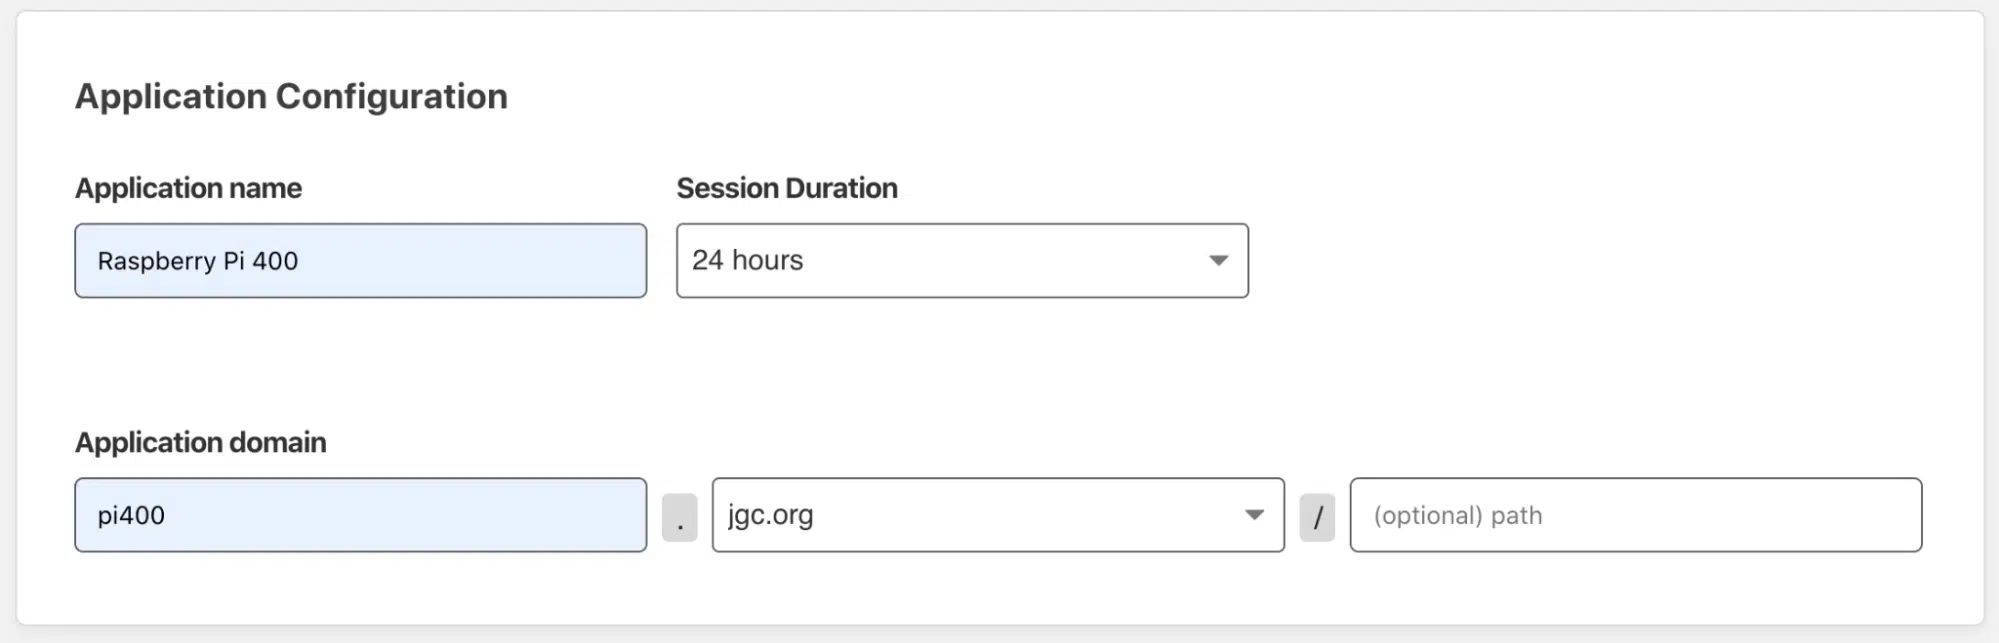 Application Configuration
Application name
Session Duration
Raspberry Pi 400
24 hours
Application domain
pi400 . jgc.org / (optional) path